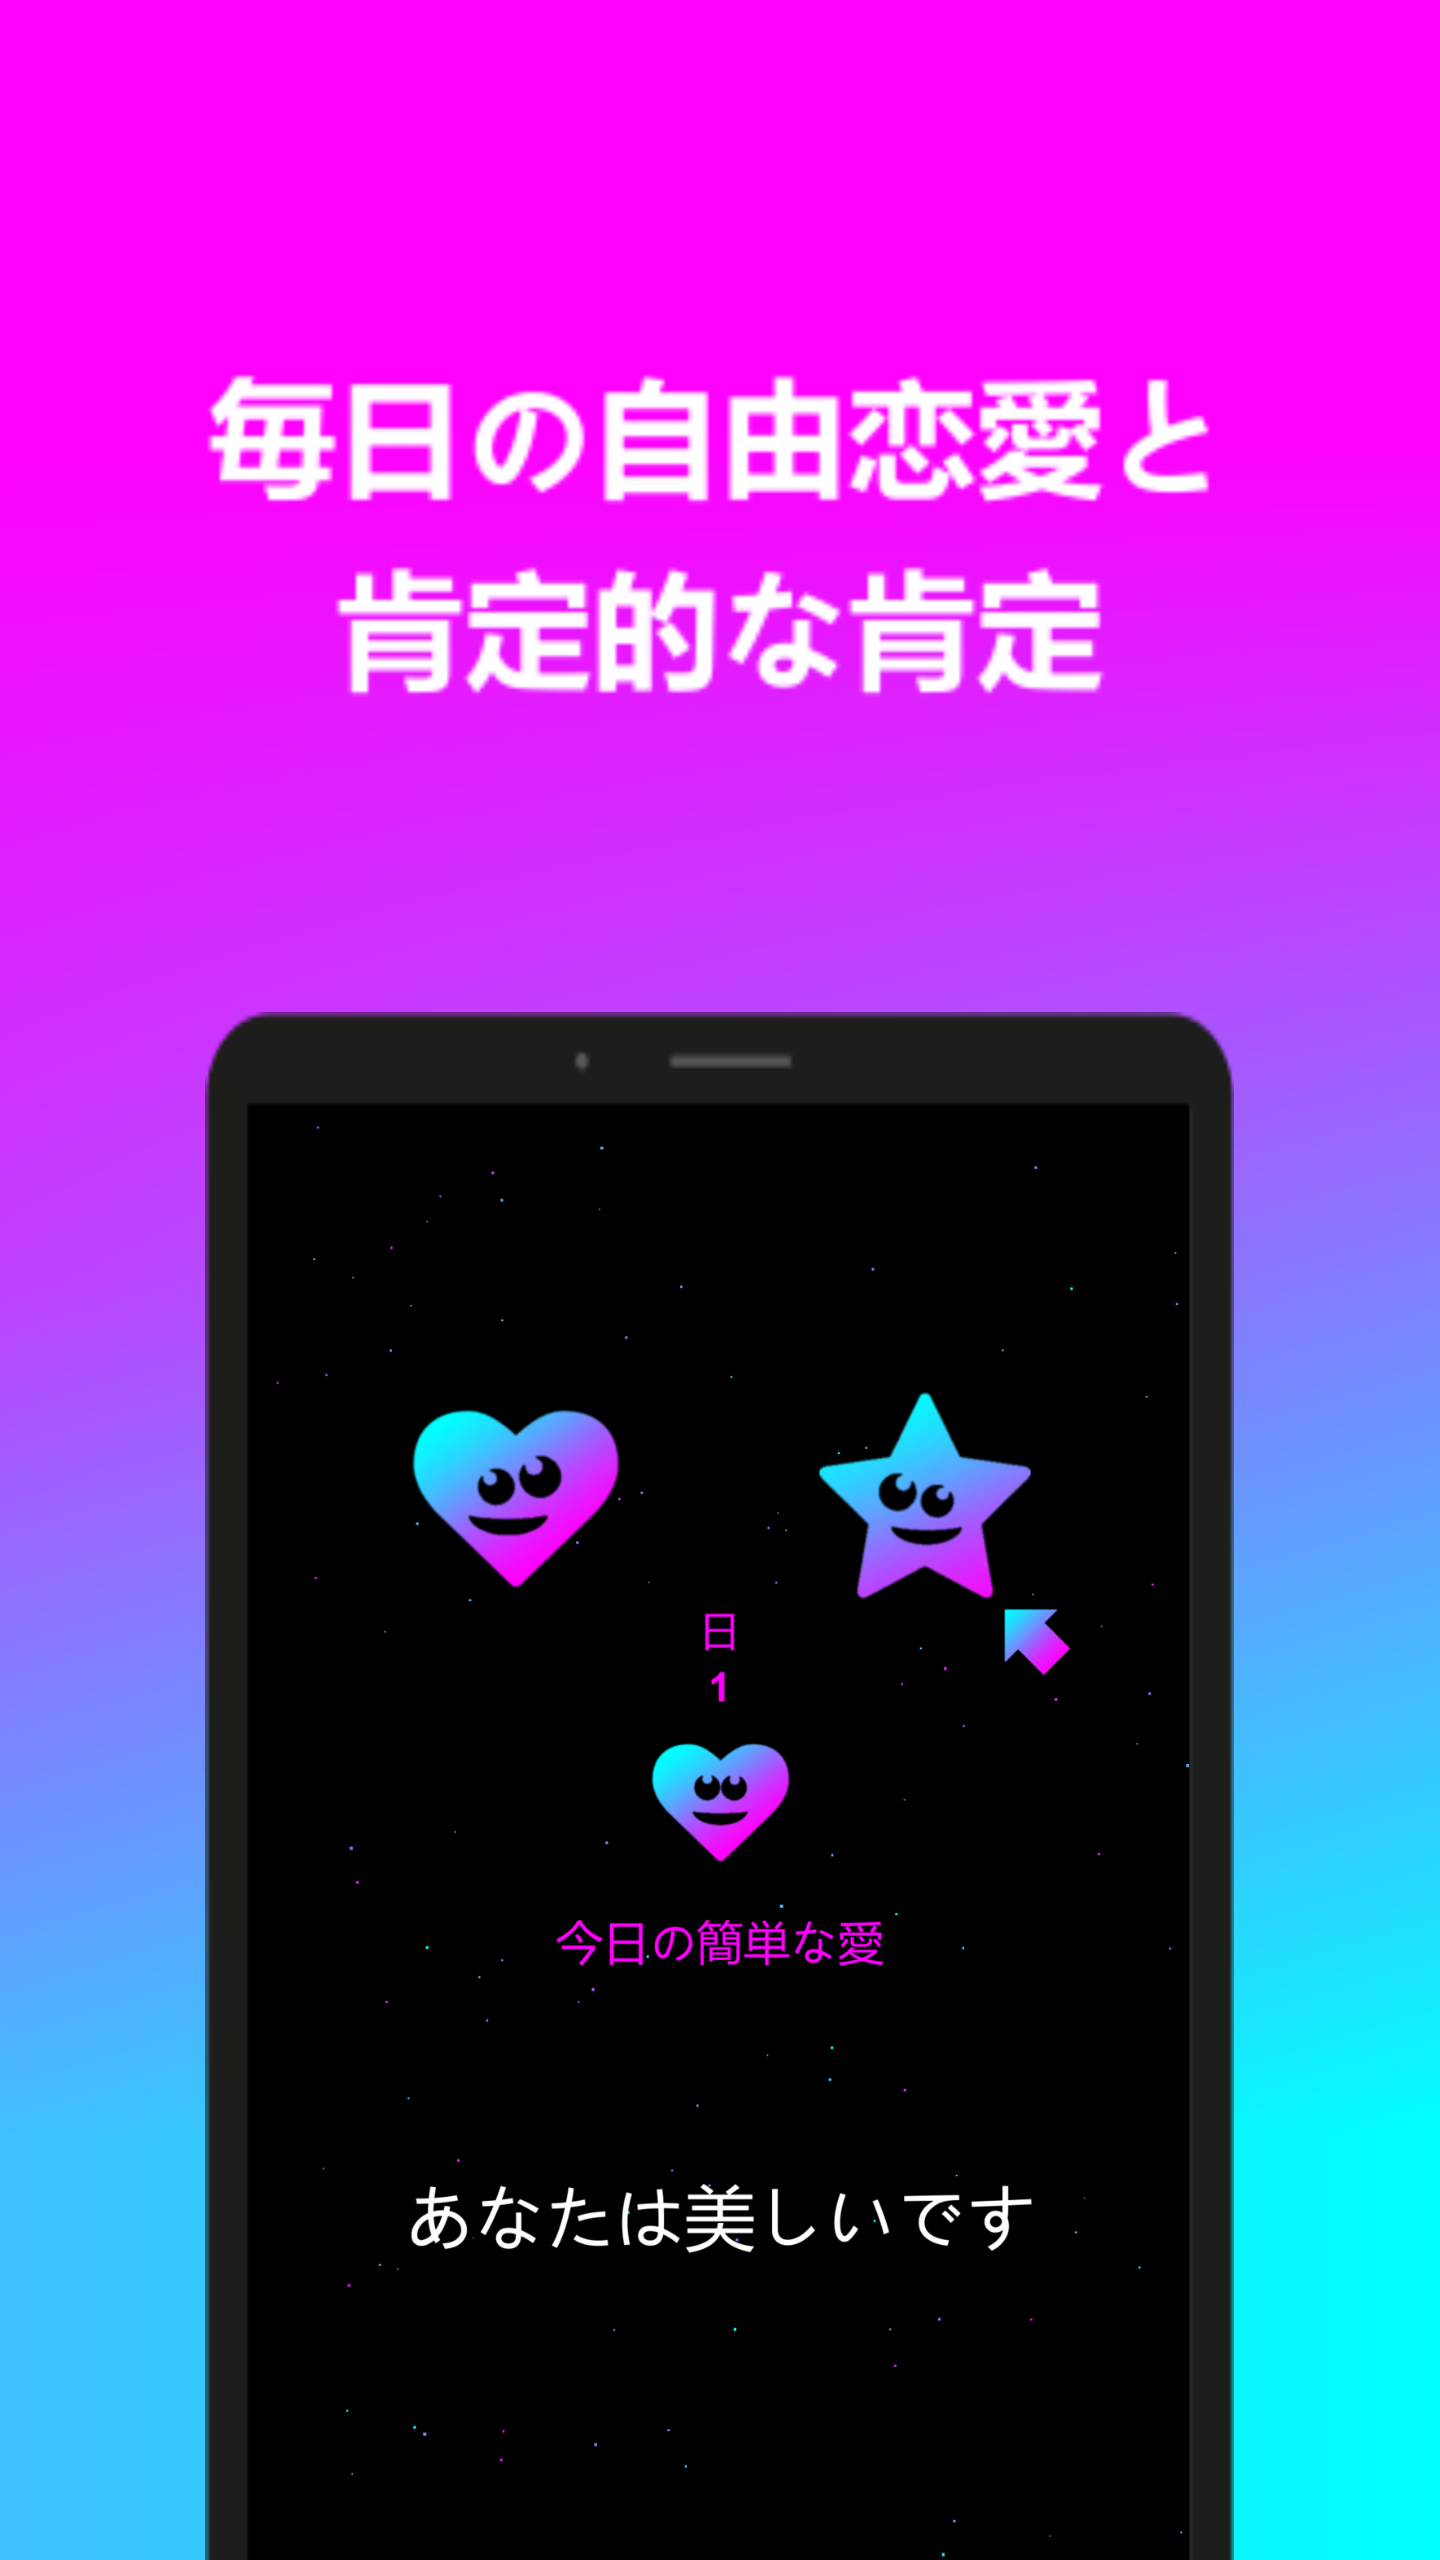 毎日の自由恋愛と
肯定的な肯定
日
1
今日の簡単な愛
あなたは美しいです